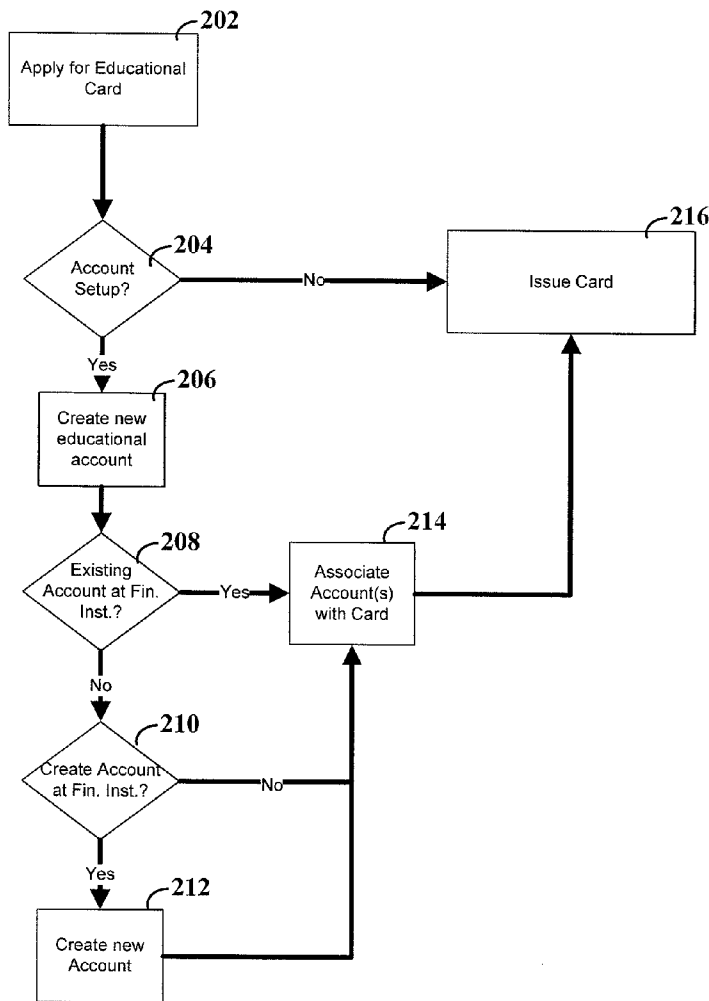 202
Apply for Educational
Card
204
Account
Setup?
No
216
Issue Card
Yes
206
Create new
educational
account
208
Existing
Account at Fin.
Inst.?
Yes
214
Associate
Account(s)
with Card
No
210
Create Account
at Fin. Inst.?
No
Yes
212
Create new
Account